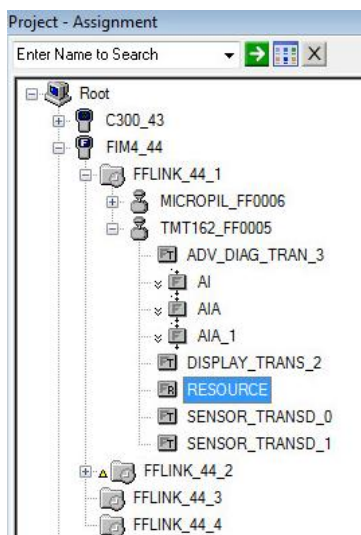 Project - Assignment
Enter Name to Search
Root
C300_43
FIM4_44
FFLINK_44_1
MICROPIL_FF0006
TMT162_FF0005
ADV_DIAG_TRAN_3
AI
AIA
AIA_1
DISPLAY_TRANS_2
RESOURCE
SENSOR_TRANSD_0
SENSOR_TRANSD_1
FFLINK_44_2
FFLINK_44_3
FFLINK_44_4